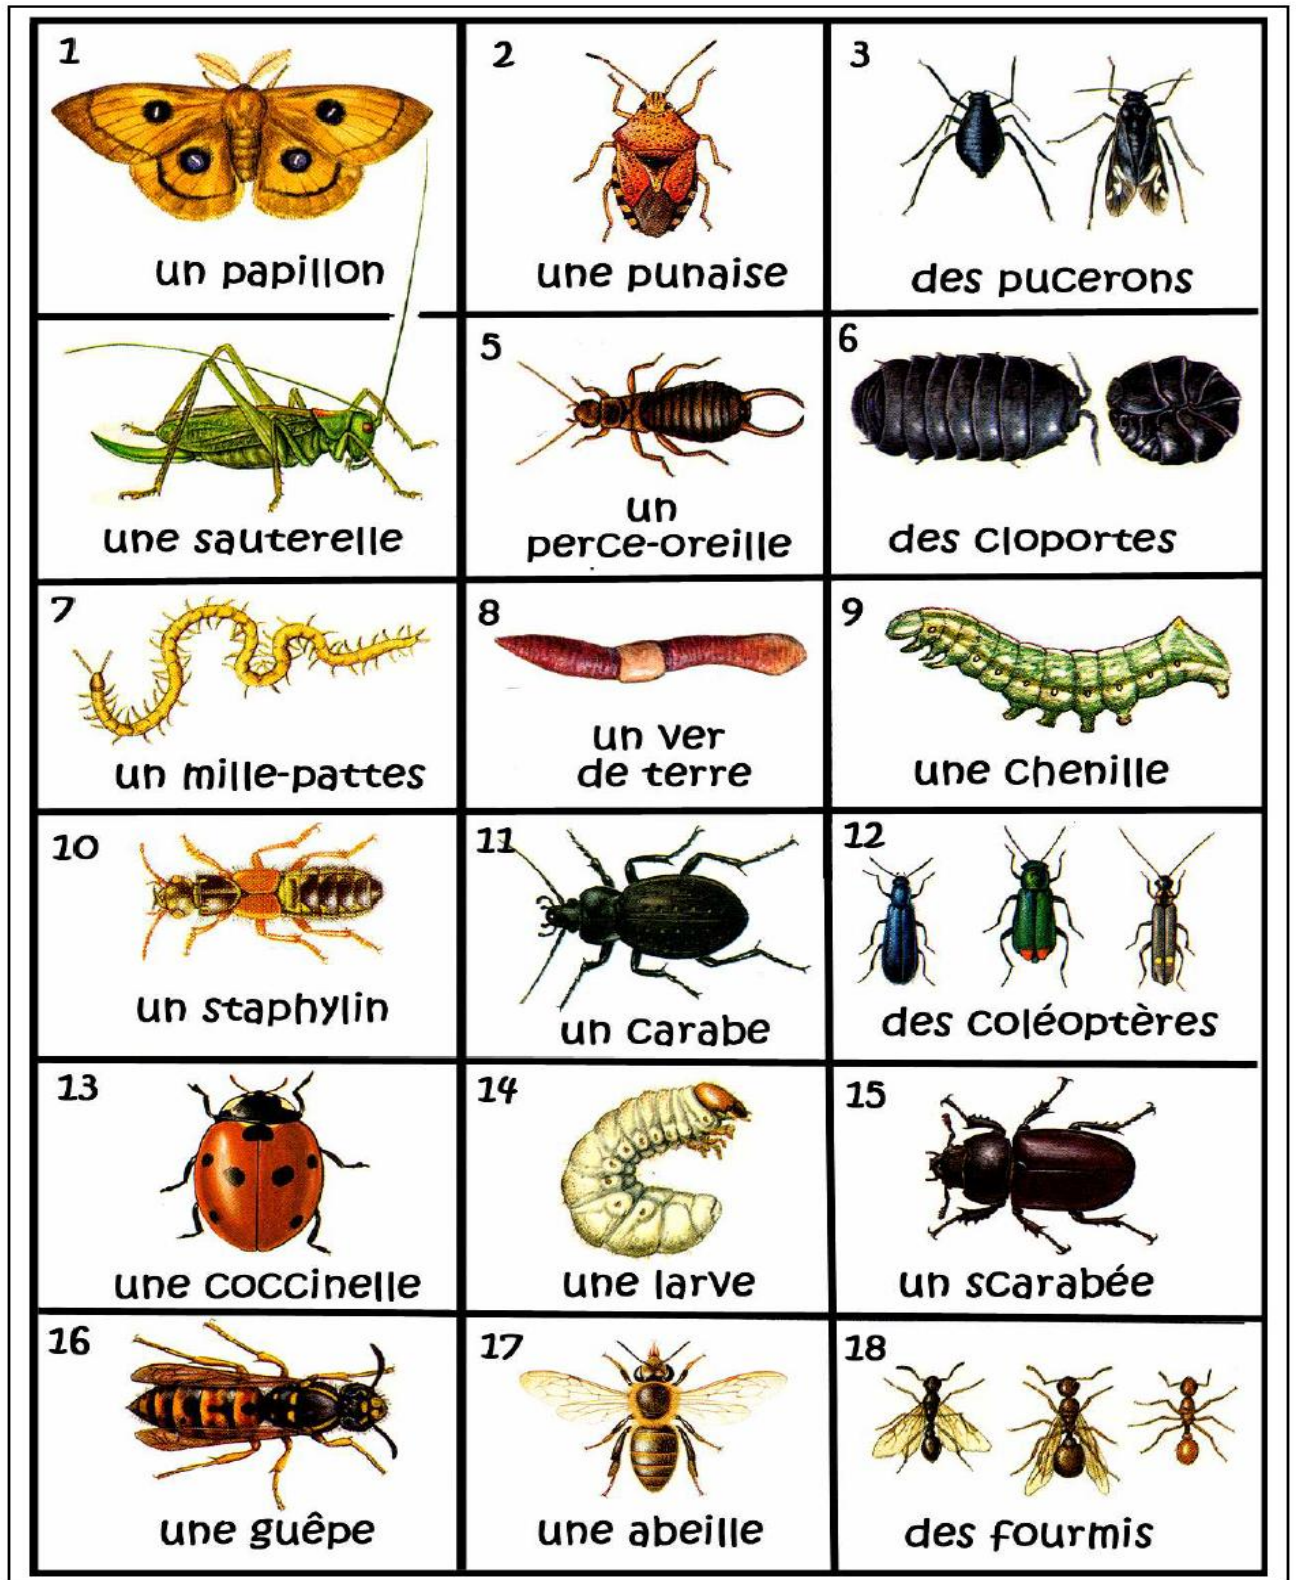 1
un papillon
2
une punaise
3
des pucerons
une sauterelle
5
un
perce-oreille
6
des cloportes
7
un mille-pattes
8
un ver
de terre
9
une chenille
10
un staphylin
11
un carabe
12
des coléoptères
13
une coccinelle
14
une larve
15
un scarabée
16
une guêpe
17
une abeille
18
des fourmis